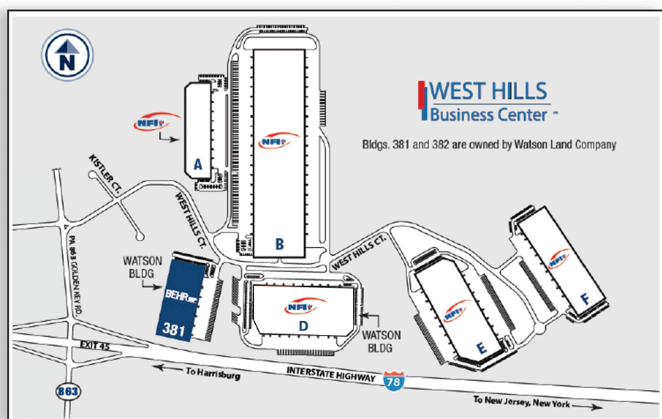 N
WEST HILLS
Business Center ™
Bldgs. 381 and 382 are owned by Watson Land Company
NFI
A
NFI
B
KISTLER CT.
WEST HILLS CT.
WEST HILLS CT.
PA. 863 GOLDEN KEY RD.
WATSON
BLDG
BEHR
381
NFI
D
WATSON
BLDG
NFI
E
NFI
F
EXIT 45
863
To Harrisburg
INTERSTATE HIGHWAY
78
To New Jersey, New York